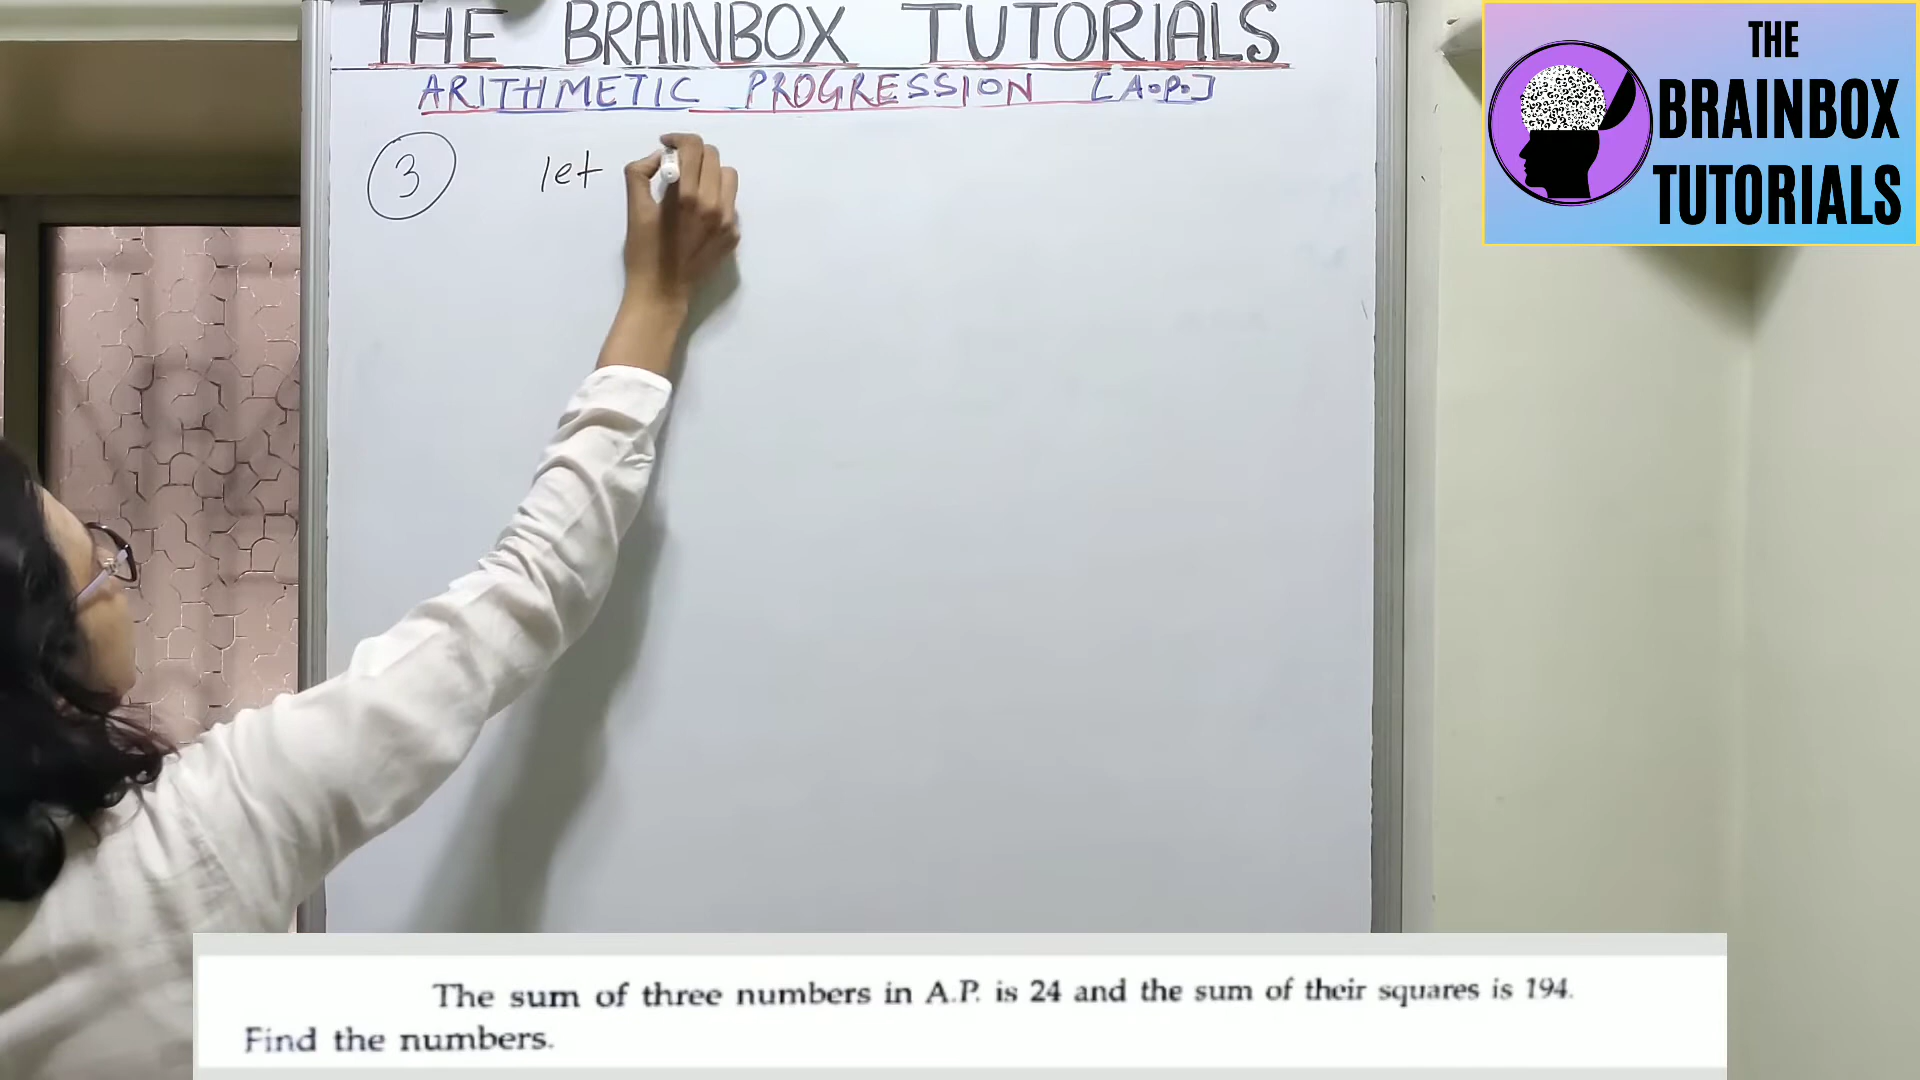 THE BRAINBOX TUTORIALS
ARITHMETIC PROGRESSION [A.P.]
3 let
THE
BRAINBOX
TUTORIALS
The sum of three numbers in A.P. is 24 and the sum of their squares is 194.
Find the numbers.